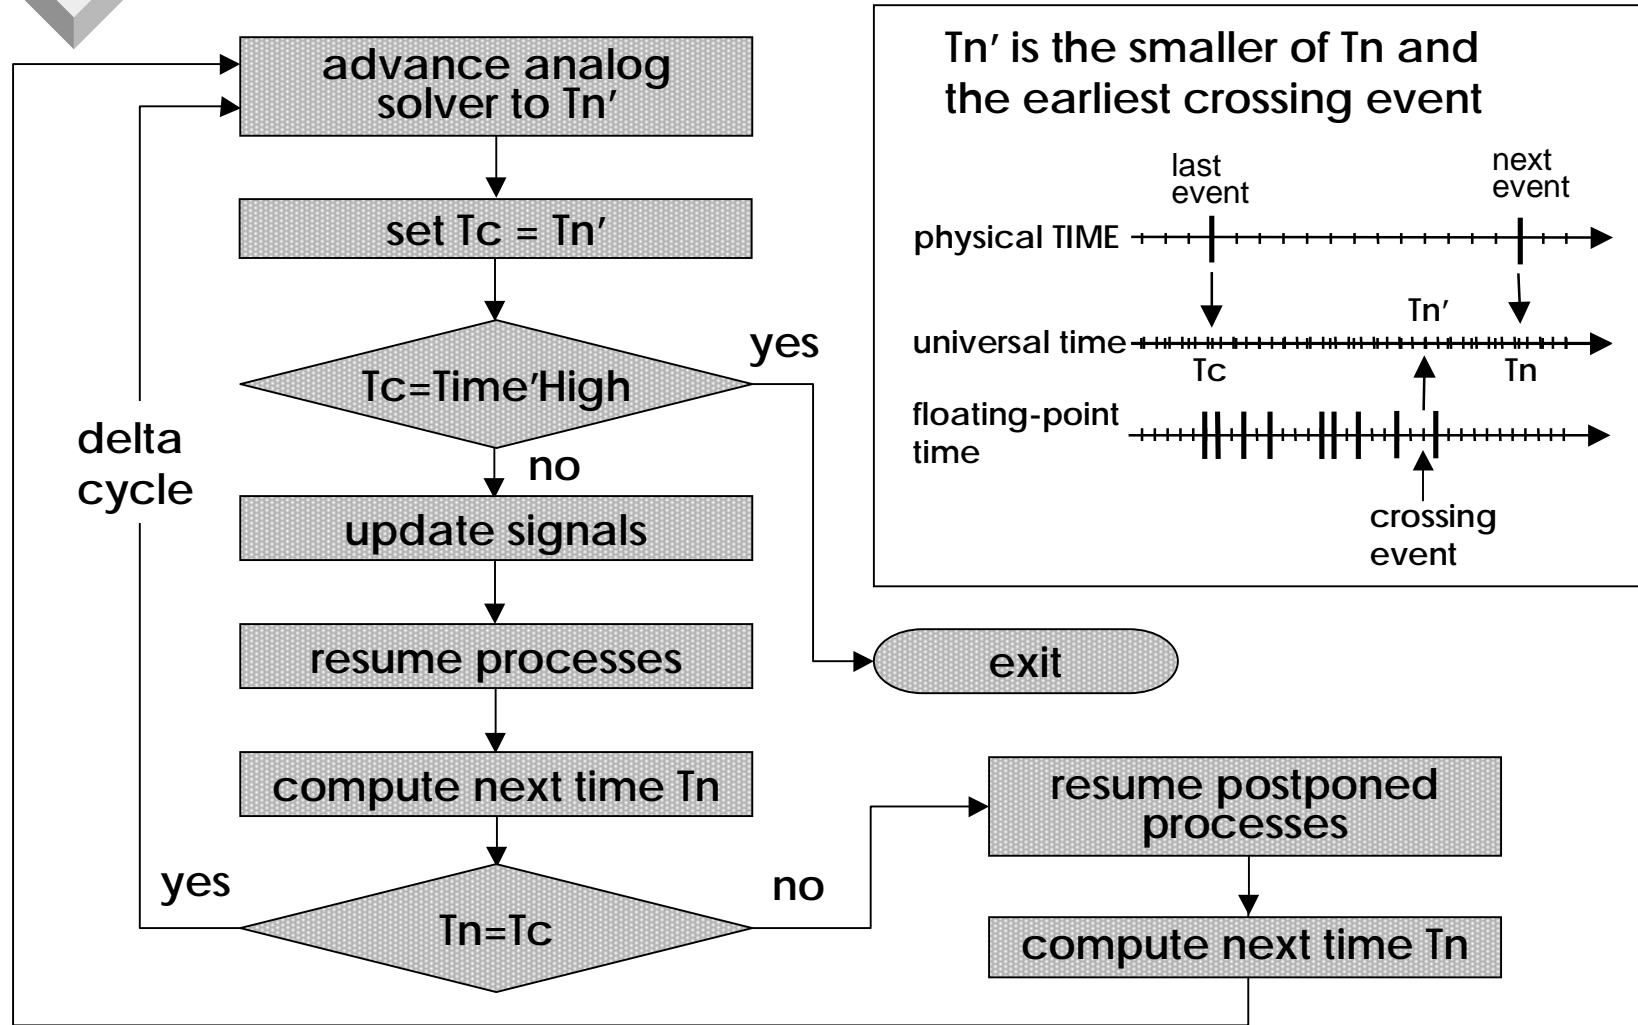 advance analog
solver to Tn′
set Tc = Tn′
Tc=Time′High
yes
no
update signals
resume processes
compute next time Tn
Tn=Tc
yes
no
delta
cycle
exit
resume postponed
processes
compute next time Tn
Tn′ is the smaller of Tn and
the earliest crossing event
last
event
next
event
physical TIME
Tn′
universal time
Tc
Tn
floating-point
time
crossing
event